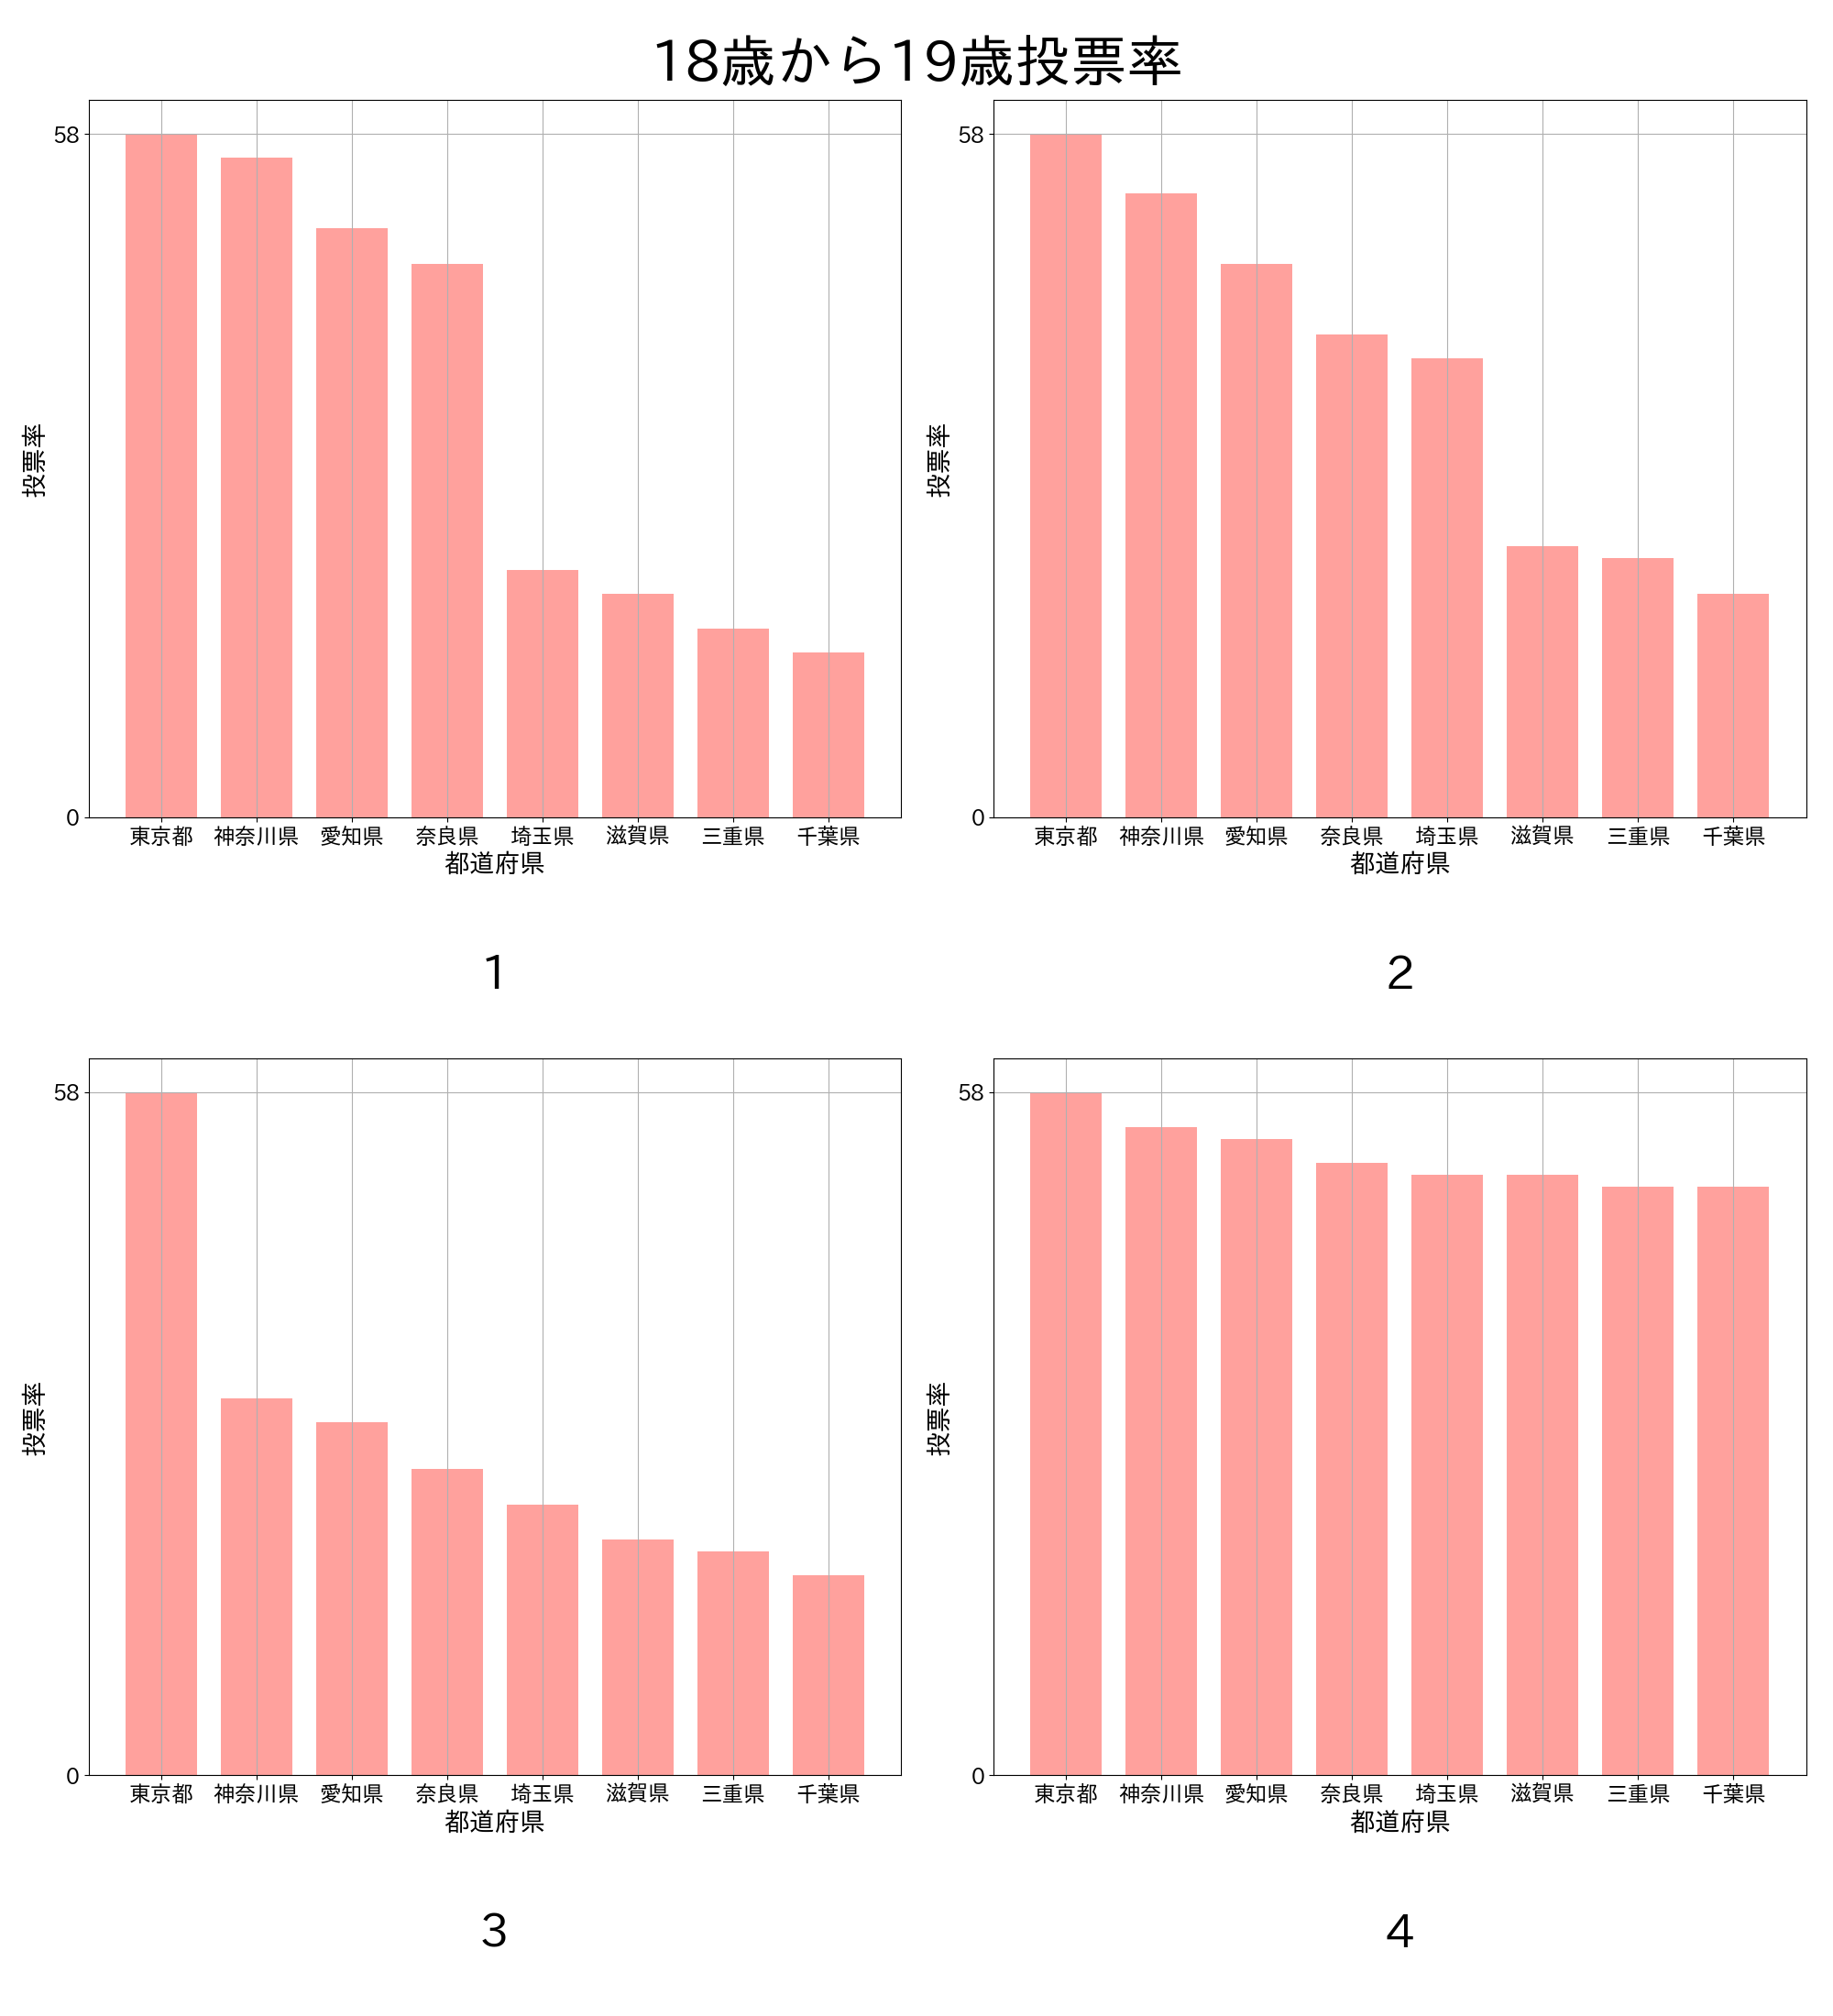 18歳から19歳投票率
58
0
投票率
東京都 神奈川県 愛知県 奈良県 埼玉県 滋賀県 三重県 千葉県
都道府県
1
58
0
投票率
東京都 神奈川県 愛知県 奈良県 埼玉県 滋賀県 三重県 千葉県
都道府県
2
58
0
投票率
東京都 神奈川県 愛知県 奈良県 埼玉県 滋賀県 三重県 千葉県
都道府県
3
58
0
投票率
東京都 神奈川県 愛知県 奈良県 埼玉県 滋賀県 三重県 千葉県
都道府県
4